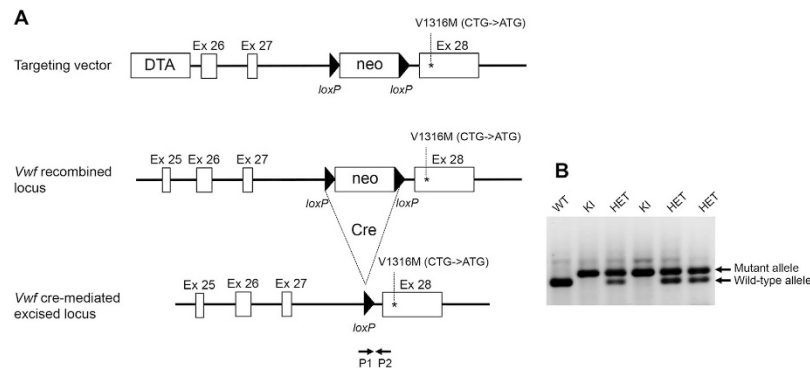 A
V1316M (CTG->ATG)
Ex 26
Ex 27
Ex 28
Targeting vector
DTA
neo
*
loxP
loxP
V1316M (CTG->ATG)
Ex 25
Ex 26
Ex 27
Ex 28
Vwf recombined
locus
neo
*
loxP
loxP
Cre
V1316M (CTG->ATG)
Ex 25
Ex 26
Ex 27
Ex 28
Vwf cre-mediated
excised locus
*
loxP
P1 P2
B
WT KI HET KI HET HET
Mutant allele
Wild-type allele